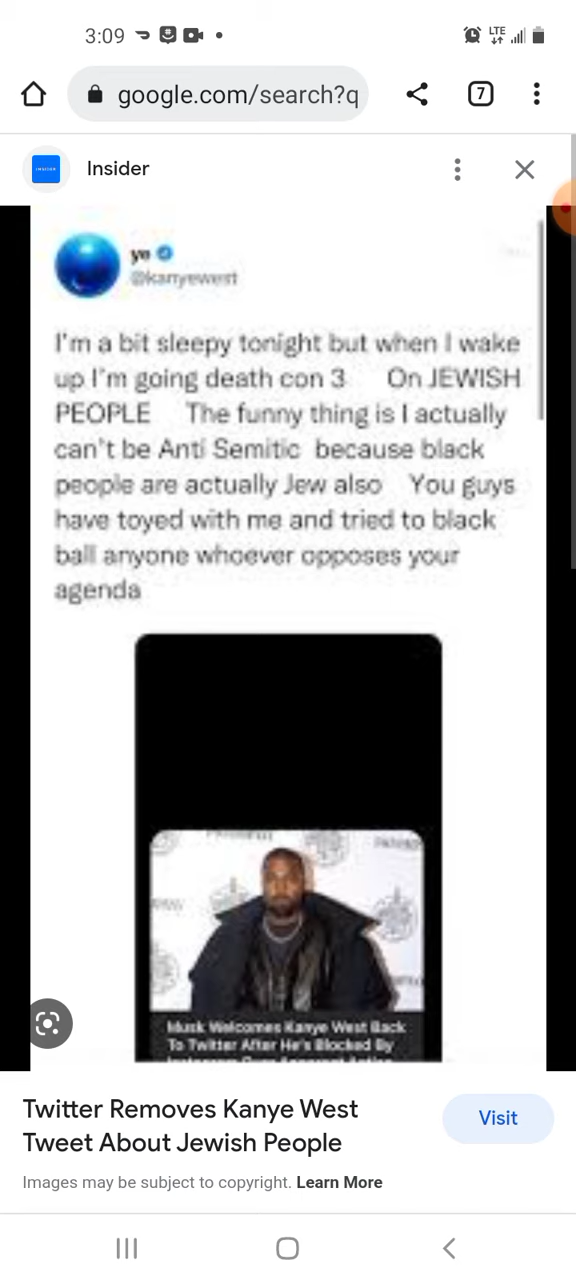 3:09
LTE
google.com/search?q
7
INSIDER
Insider
ye
@kanyewest
I'm a bit sleepy tonight but when I wake
up I'm going death con 3 On JEWISH
PEOPLE The funny thing is I actually
can't be Anti Semitic because black
people are actually Jew also You guys
have toyed with me and tried to black
ball anyone whoever opposes your
agenda
Musk Welcomes Kanye West Back
To Twitter After He's Blocked By
Twitter Removes Kanye West
Tweet About Jewish People
Visit
Images may be subject to copyright. Learn More